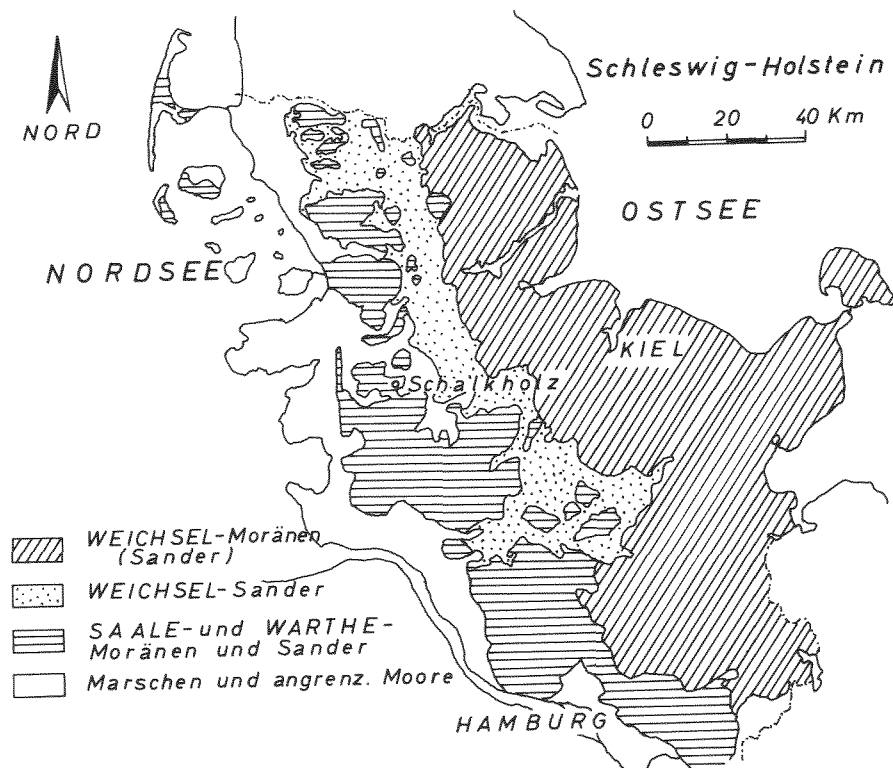 Schleswig-Holstein
0 20 40 Km
NORD
OSTSEE
NORDSEE
KIEL
Schalkholz
WEICHSEL-Moränen
(Sander)
WEICHSEL-Sander
SAALE-und WARTHE-
Moränen und Sander
Marschen und angrenz. Moore
HAMBURG